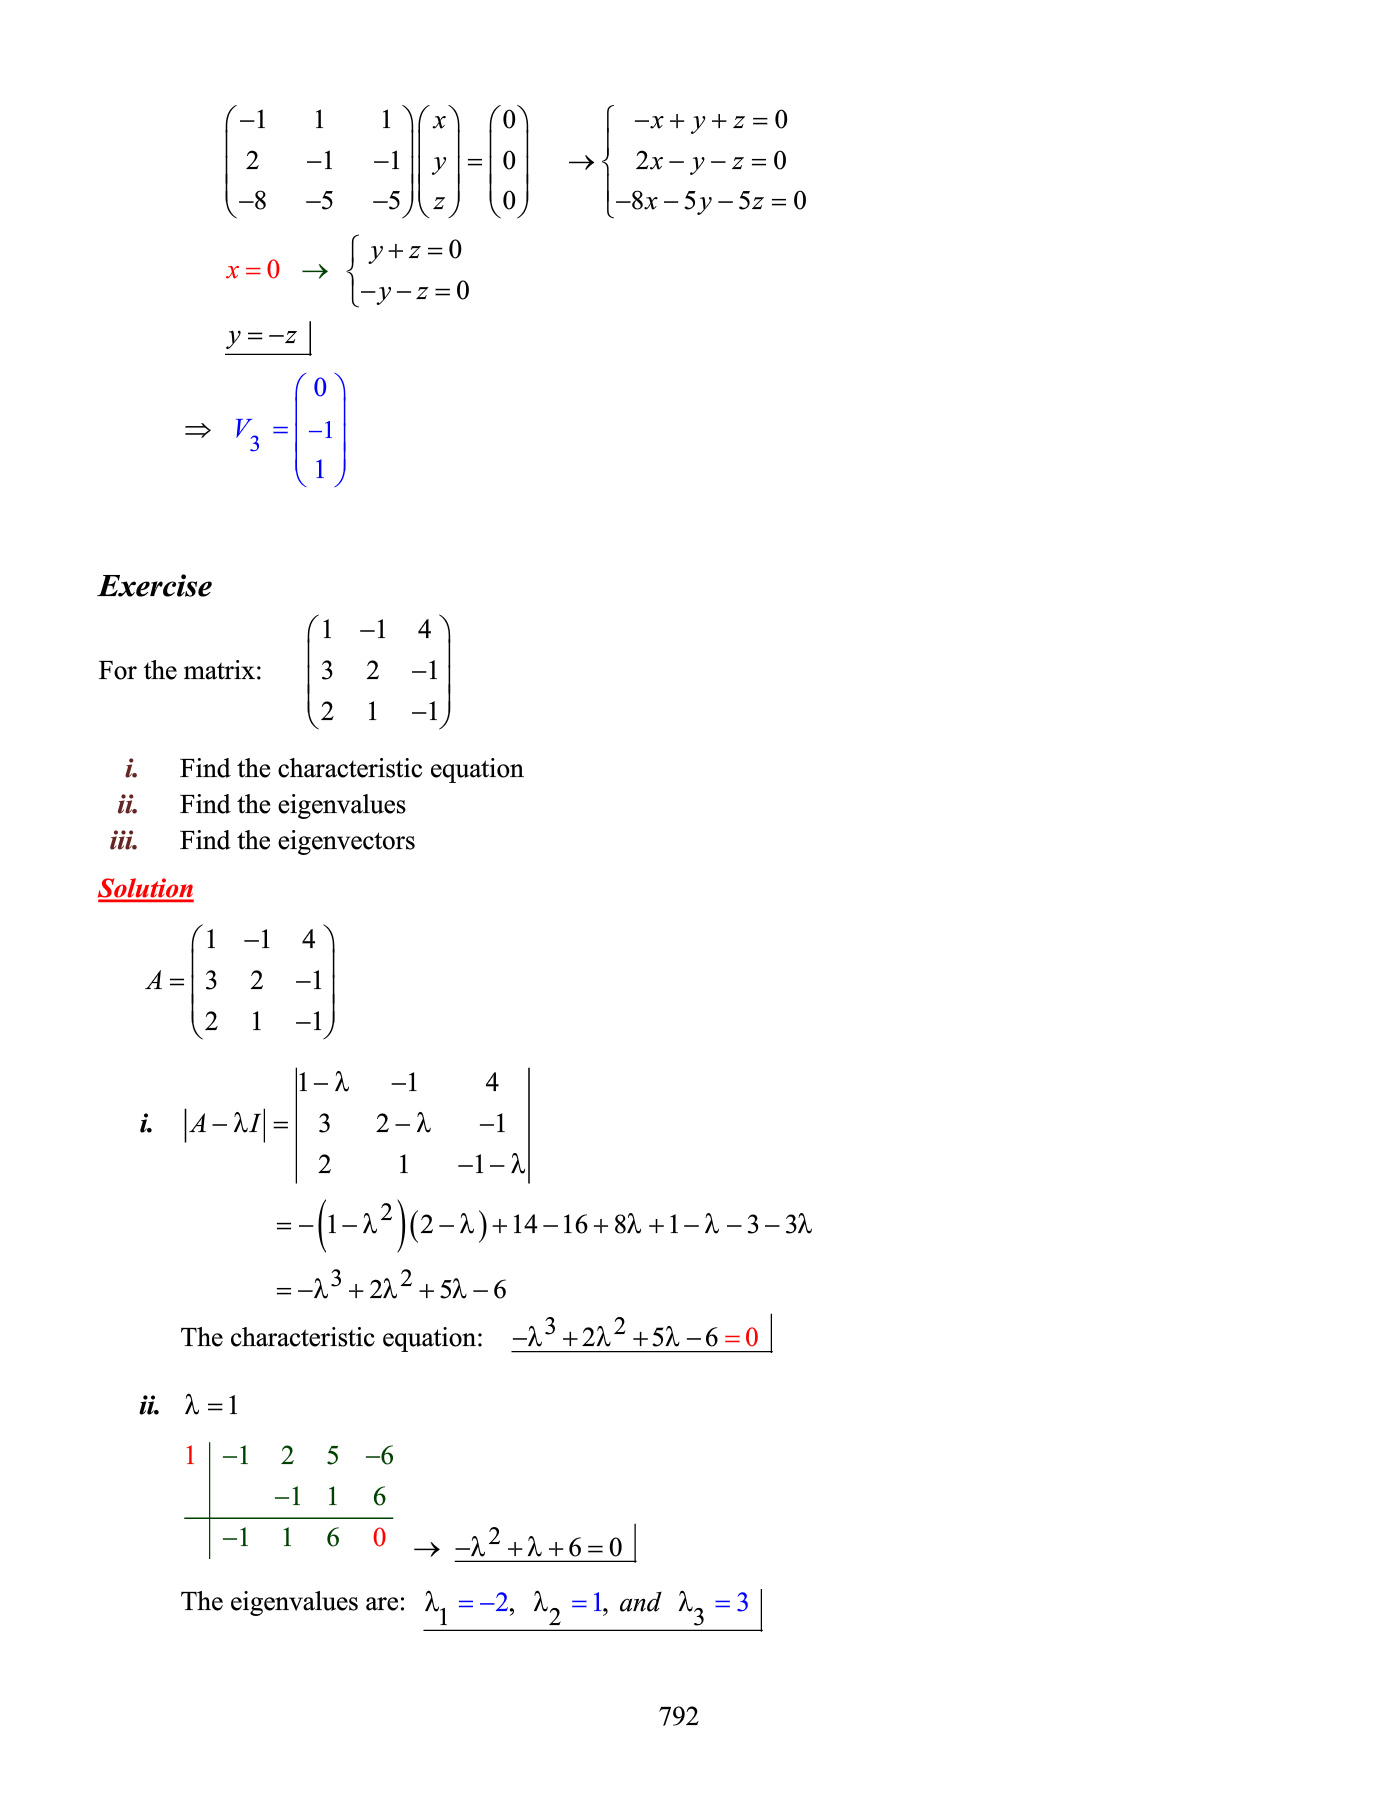 $\begin{pmatrix} -1 & 1 & 1 \\ 2 & -1 & -1 \\ -8 & -5 & -5 \end{pmatrix} \begin{pmatrix} x \\ y \\ z \end{pmatrix} = \begin{pmatrix} 0 \\ 0 \\ 0 \end{pmatrix} \rightarrow \begin{cases} -x + y + z = 0 \\ 2x - y - z = 0 \\ -8x - 5y - 5z = 0 \end{cases}$
$x = 0 \rightarrow \begin{cases} y + z = 0 \\ -y - z = 0 \end{cases}$
$y = -z$
$\Rightarrow V_3 = \begin{pmatrix} 0 \\ -1 \\ 1 \end{pmatrix}$
Exercise
For the matrix: $\begin{pmatrix} 1 & -1 & 4 \\ 3 & 2 & -1 \\ 2 & 1 & -1 \end{pmatrix}$
i. Find the characteristic equation
ii. Find the eigenvalues
iii. Find the eigenvectors
Solution
$A = \begin{pmatrix} 1 & -1 & 4 \\ 3 & 2 & -1 \\ 2 & 1 & -1 \end{pmatrix}$
i. $|A - \lambda I| = \begin{vmatrix} 1 - \lambda & -1 & 4 \\ 3 & 2 - \lambda & -1 \\ 2 & 1 & -1 - \lambda \end{vmatrix}$
$= -(1 - \lambda^2)(2 - \lambda) + 14 - 16 + 8\lambda + 1 - \lambda - 3 - 3\lambda$
$= -\lambda^3 + 2\lambda^2 + 5\lambda - 6$
The characteristic equation: $-\lambda^3 + 2\lambda^2 + 5\lambda - 6 = 0$
ii. $\lambda = 1$
1 | −1 2 5 −6
−1 1 6
−1 1 6 0 $\rightarrow -\lambda^2 + \lambda + 6 = 0$
The eigenvalues are: $\lambda_1 = -2, \lambda_2 = 1, and \lambda_3 = 3$
792